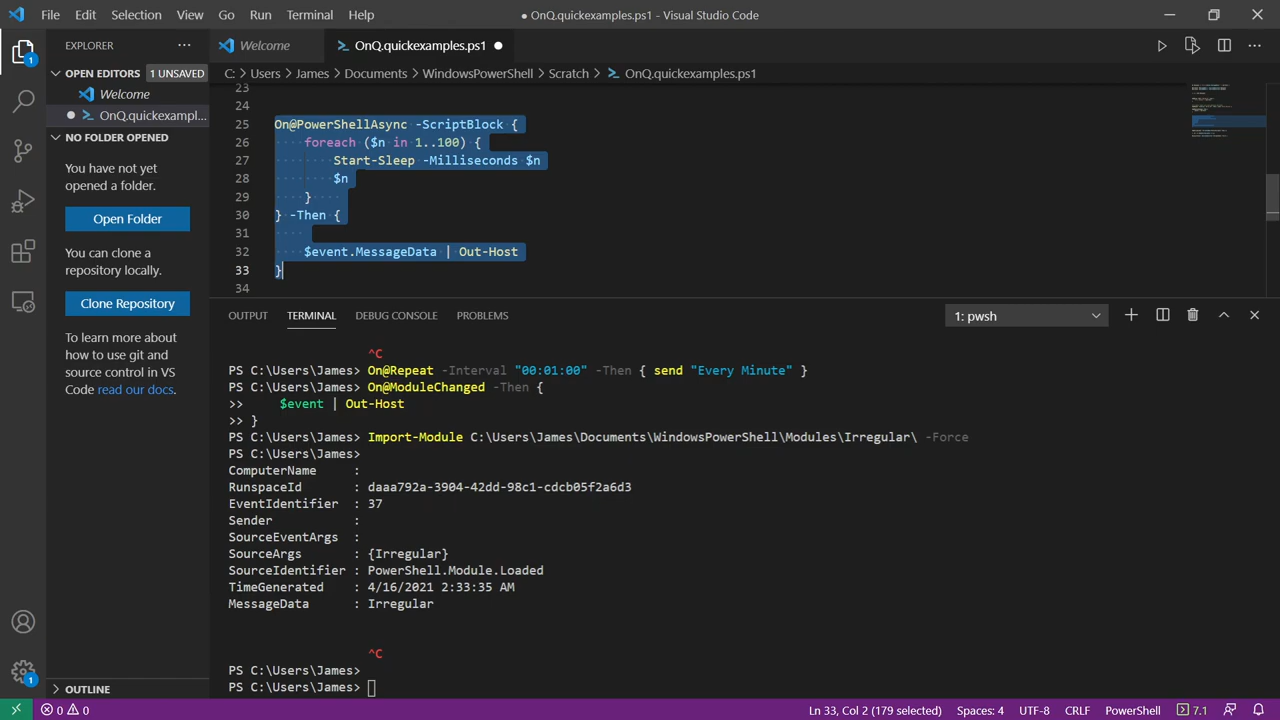 File Edit Selection View Go Run Terminal Help
● OnQ.quickexamples.ps1 - Visual Studio Code
EXPLORER ···
Welcome
OnQ.quickexamples.ps1 ●
OPEN EDITORS 1 UNSAVED
Welcome
OnQ.quickexampl...
NO FOLDER OPENED
You have not yet
opened a folder.
Open Folder
You can clone a
repository locally.
Clone Repository
To learn more about
how to use git and
source control in VS
Code read our docs.
OUTLINE
C: > Users > James > Documents > WindowsPowerShell > Scratch > OnQ.quickexamples.ps1
23
24
25 On@PowerShellAsync -ScriptBlock {
26 foreach ($n in 1..100) {
27 Start-Sleep -Milliseconds $n
28 $n
29 }
30 } -Then {
31
32 $event.MessageData | Out-Host
33 }
34
OUTPUT TERMINAL DEBUG CONSOLE PROBLEMS
1: pwsh
^C
PS C:\Users\James> On@Repeat -Interval "00:01:00" -Then { send "Every Minute" }
PS C:\Users\James> On@ModuleChanged -Then {
>> $event | Out-Host
>> }
PS C:\Users\James> Import-Module C:\Users\James\Documents\WindowsPowerShell\Modules\Irregular\ -Force
PS C:\Users\James>
ComputerName :
RunspaceId : daaa792a-3904-42dd-98c1-cdcb05f2a6d3
EventIdentifier : 37
Sender :
SourceEventArgs :
SourceArgs : {Irregular}
SourceIdentifier : PowerShell.Module.Loaded
TimeGenerated : 4/16/2021 2:33:35 AM
MessageData : Irregular
^C
PS C:\Users\James>
PS C:\Users\James>
1
1
0 0
Ln 33, Col 2 (179 selected) Spaces: 4 UTF-8 CRLF PowerShell 7.1